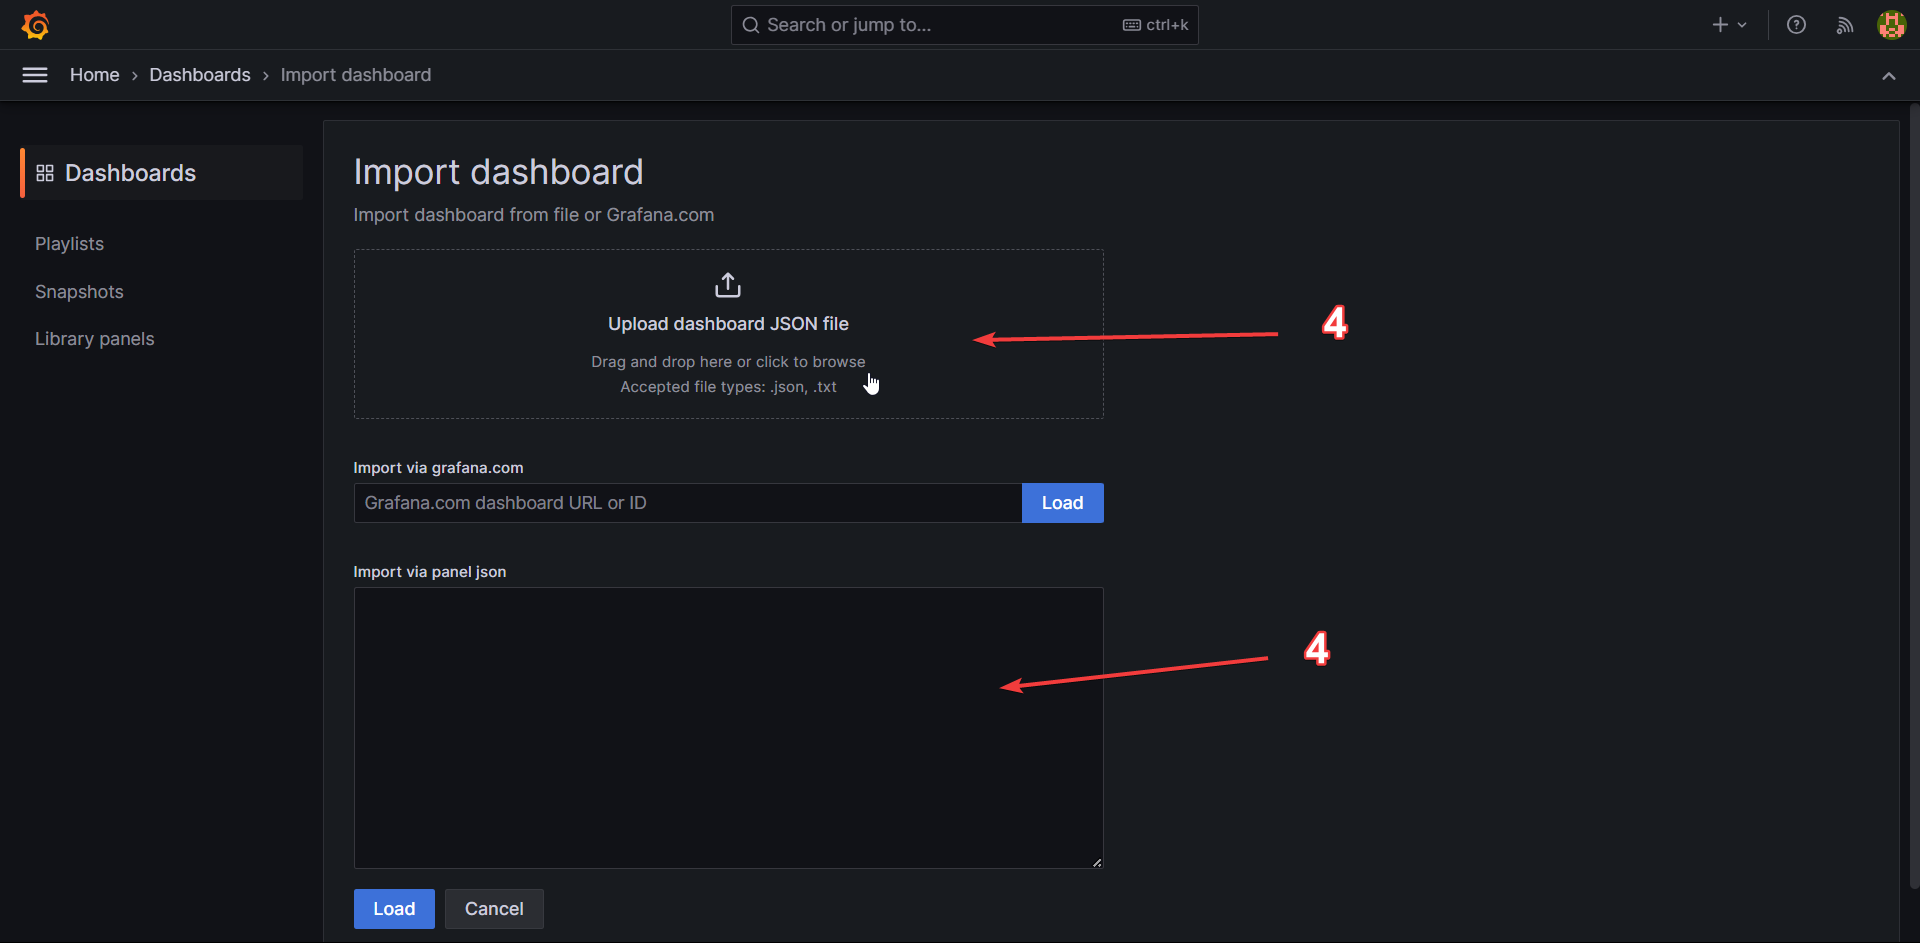 Search or jump to...
ctrl+k
Home › Dashboards › Import dashboard
Dashboards
Playlists
Snapshots
Library panels
Import dashboard
Import dashboard from file or Grafana.com
Upload dashboard JSON file
Drag and drop here or click to browse
Accepted file types: .json, .txt
4
Import via grafana.com
Grafana.com dashboard URL or ID
Load
Import via panel json
4
Load
Cancel